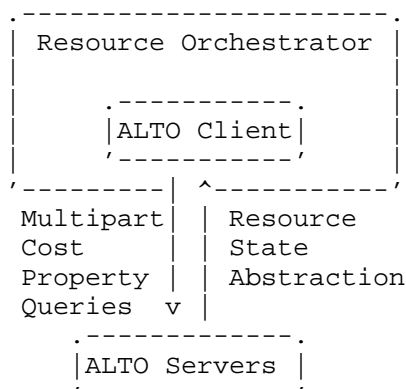 Resource Orchestrator
ALTO Client
Multipart Resource
Cost State
Property Abstraction
Queries
ALTO Servers